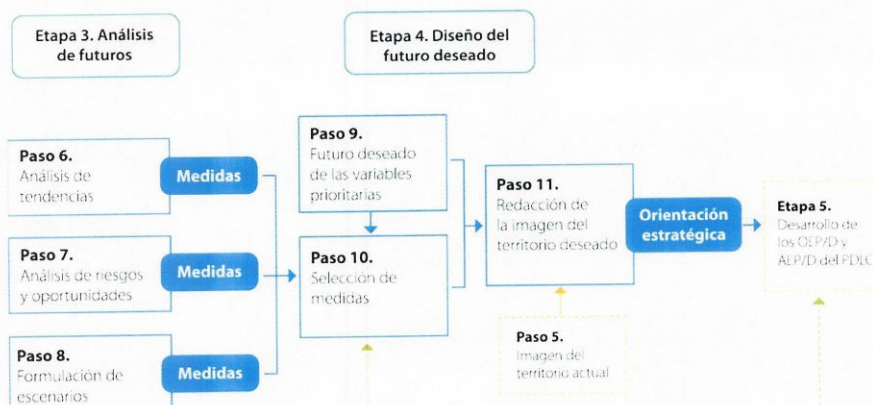 Etapa 3. Análisis
de futuros
Etapa 4. Diseño del
futuro deseado
Paso 6.
Análisis de
tendencias
Medidas
Paso 7.
Análisis de riesgos
y oportunidades
Medidas
Paso 8.
Formulación de
escenarios
Medidas
Paso 9.
Futuro deseado
de las variables
prioritarias
Paso 10.
Selección de
medidas
Paso 11.
Redacción de
la imagen del
territorio deseado
Orientación
estratégica
Paso 5.
Imagen del
territorio actual
Etapa 5.
Desarrollo de
los OEP/D y
AEP/D del PDLC